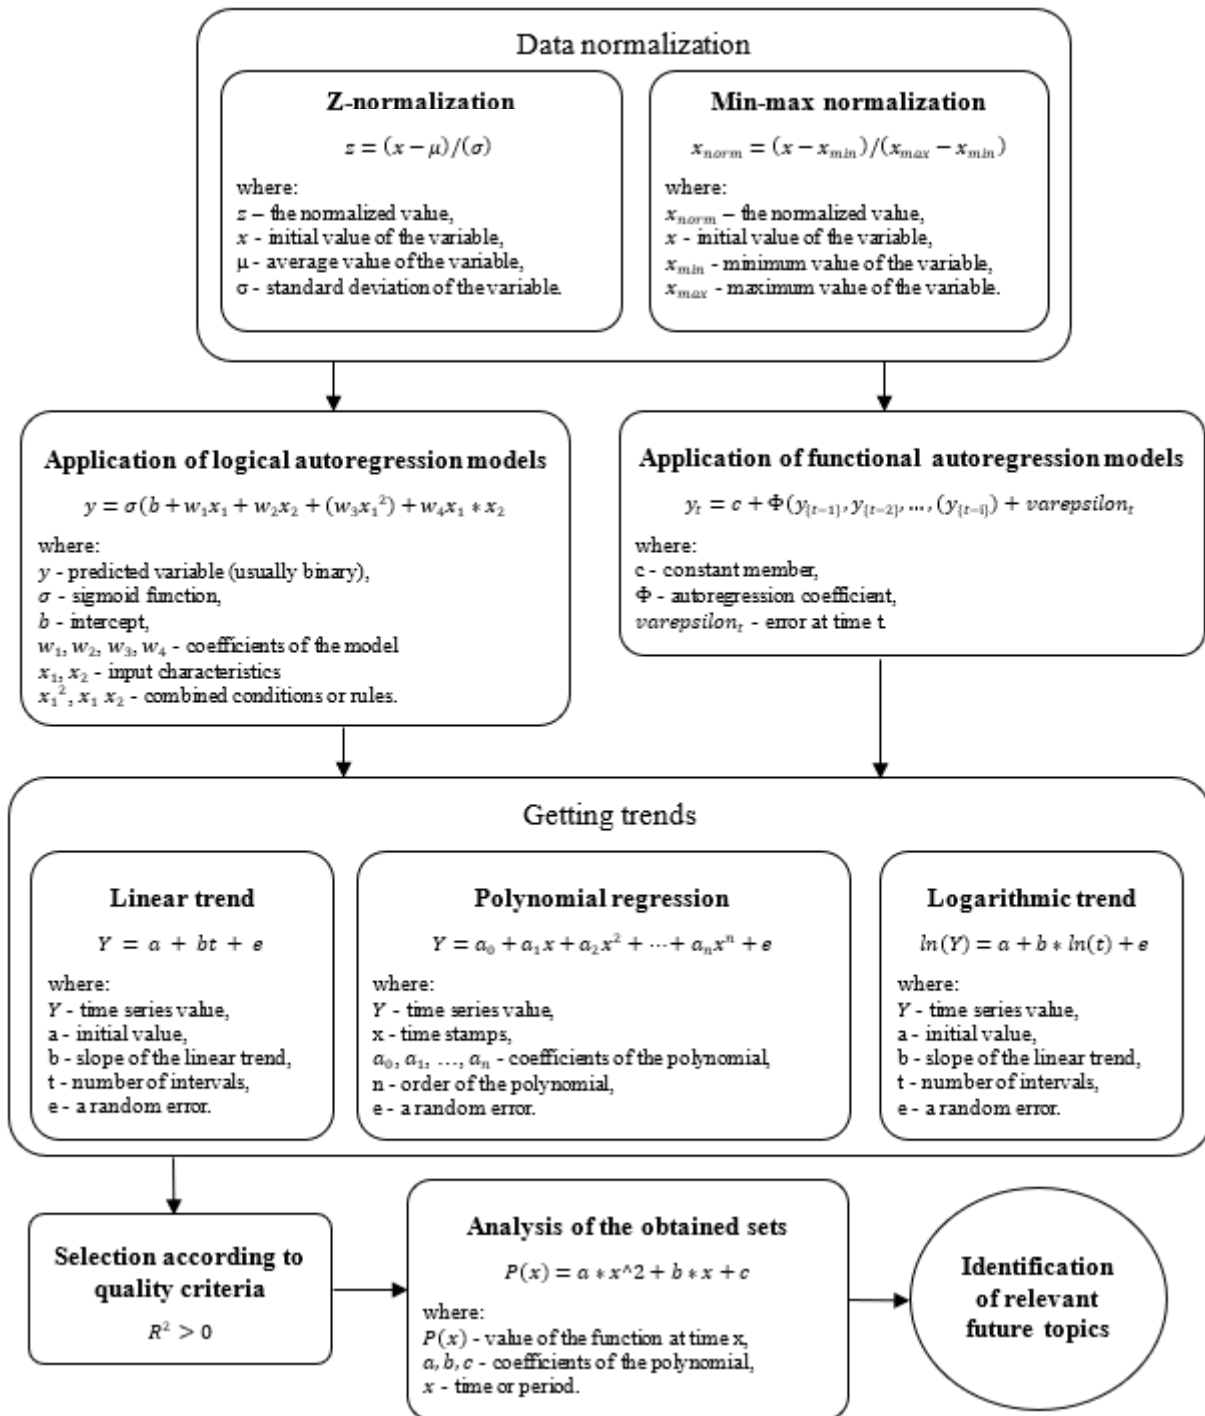 Data normalization
Z-normalization
z = (x − μ)/(σ)
where:
z – the normalized value,
x - initial value of the variable,
μ - average value of the variable,
σ - standard deviation of the variable.
Min-max normalization
x_norm = (x − x_min)/(x_max − x_min)
where:
x_norm – the normalized value,
x - initial value of the variable,
x_min - minimum value of the variable,
x_max - maximum value of the variable.
Application of logical autoregression models
y = σ(b + w₁x₁ + w₂x₂ + (w₃x₁²) + w₄x₁ * x₂
where:
y - predicted variable (usually binary),
σ - sigmoid function,
b - intercept,
w₁, w₂, w₃, w₄ - coefficients of the model
x₁, x₂ - input characteristics
x₁², x₁ x₂ - combined conditions or rules.
Application of functional autoregression models
y_t = c + Φ(y_{t−1}, y_{t−2}, ..., (y_{t−i}) + varepsilon_t
where:
c - constant member,
Φ - autoregression coefficient,
varepsilon_t - error at time t.
Getting trends
Linear trend
Y = a + bt + e
where:
Y - time series value,
a - initial value,
b - slope of the linear trend,
t - number of intervals,
e - a random error.
Polynomial regression
Y = a₀ + a₁x + a₂x² + ⋯ + aₙxⁿ + e
where:
Y - time series value,
x - time stamps,
a₀, a₁, …, aₙ - coefficients of the polynomial,
n - order of the polynomial,
e - a random error.
Logarithmic trend
ln(Y) = a + b * ln(t) + e
where:
Y - time series value,
a - initial value,
b - slope of the linear trend,
t - number of intervals,
e - a random error.
Selection according to
quality criteria
R² > 0
Analysis of the obtained sets
P(x) = a * x^2 + b * x + c
where:
P(x) - value of the function at time x,
a, b, c - coefficients of the polynomial,
x - time or period.
Identification
of relevant
future topics